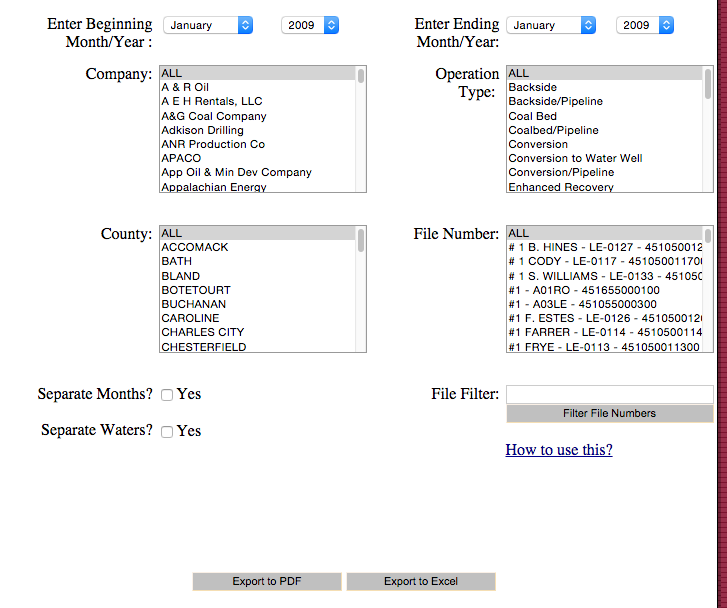 Enter Beginning
Month/Year :
January
2009
Enter Ending
Month/Year:
January
2009
Company:
ALL
A & R Oil
A E H Rentals, LLC
A&G Coal Company
Adkison Drilling
ANR Production Co
APACO
App Oil & Min Dev Company
Appalachian Energy
Operation
Type:
ALL
Backside
Backside/Pipeline
Coal Bed
Coalbed/Pipeline
Conversion
Conversion to Water Well
Conversion/Pipeline
Enhanced Recovery
County:
ALL
ACCOMACK
BATH
BLAND
BOTETOURT
BUCHANAN
CAROLINE
CHARLES CITY
CHESTERFIELD
File Number:
ALL
# 1 B. HINES - LE-0127 - 451050012
# 1 CODY - LE-0117 - 45105001170
# 1 S. WILLIAMS - LE-0133 - 45105
#1 - A01RO - 451655000100
#1 - A03LE - 451055000300
#1 F. ESTES - LE-0126 - 451050012
#1 FARRER - LE-0114 - 4510500114
#1 FRYE - LE-0113 - 451050011300
Separate Months?
Yes
File Filter:
Filter File Numbers
Separate Waters?
Yes
How to use this?
Export to PDF
Export to Excel